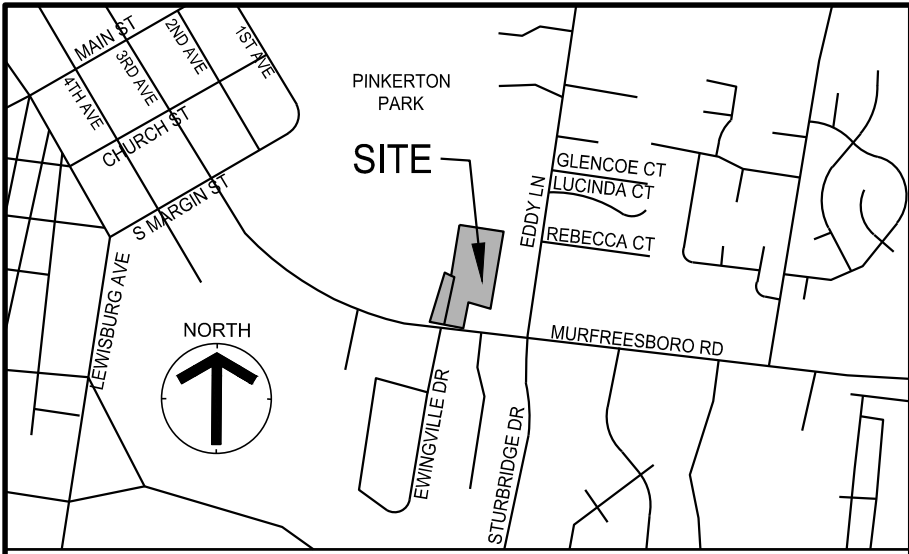 MAIN ST
2ND AVE
1ST AVE
3RD AVE
4TH AVE
CHURCH ST
S MARGIN ST
PINKERTON
PARK
SITE
EDDY LN
GLENCOE CT
LUCINDA CT
REBECCA CT
LEWISBURG AVE
NORTH
MURFREESBORO RD
EWINGVILLE DR
STURBRIDGE DR